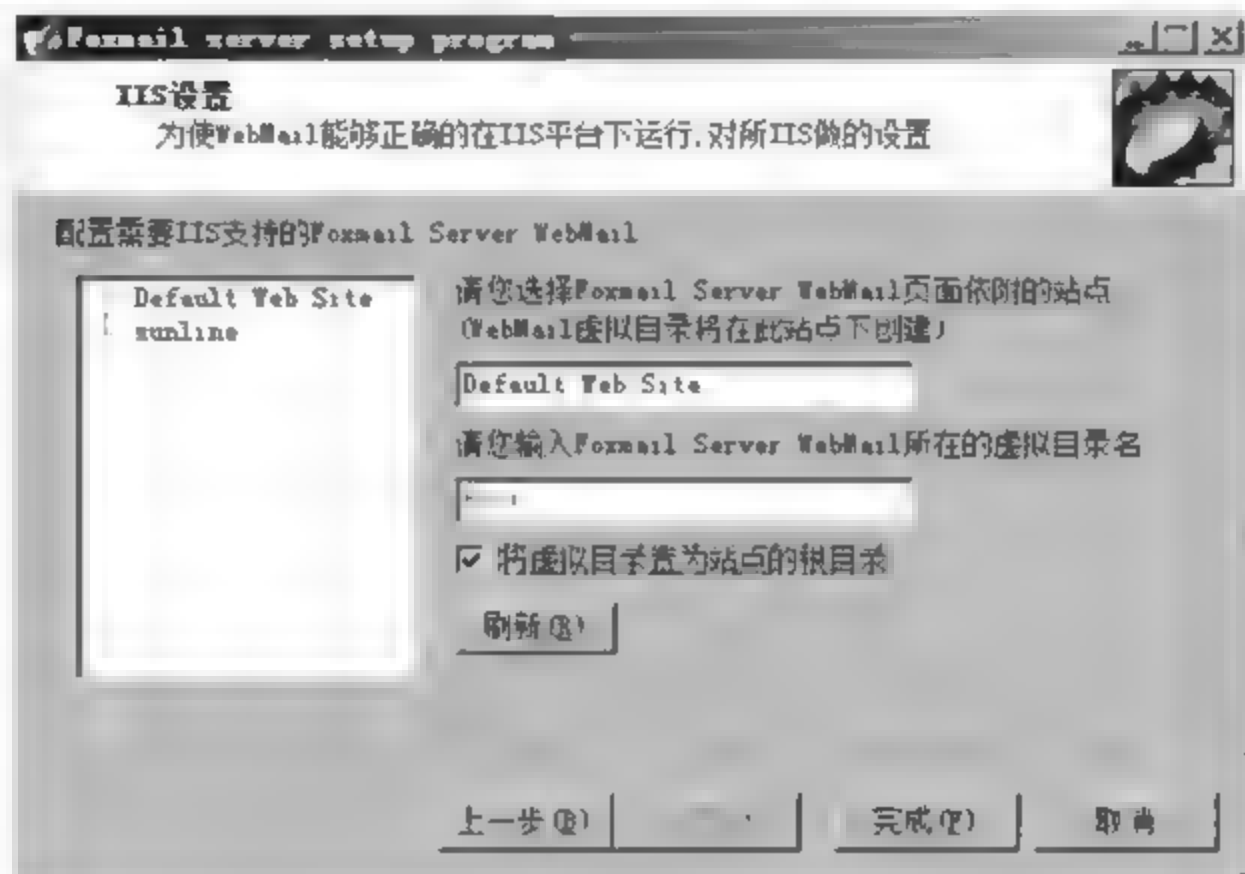 Foxmail server setup program
IIS设置
为使WebMail能够正确的在IIS平台下运行,对所IIS做的设置
配置需要IIS支持的Foxmail Server WebMail
Default Web Site
sunline
请您选择Foxmail Server WebMail页面依附的站点
(WebMail虚拟目录将在此站点下创建)
Default Web Site
请您输入Foxmail Server WebMail所在的虚拟目录名
将虚拟目录置为站点的根目录
刷新(R)
上一步(B)
完成(F)
取消